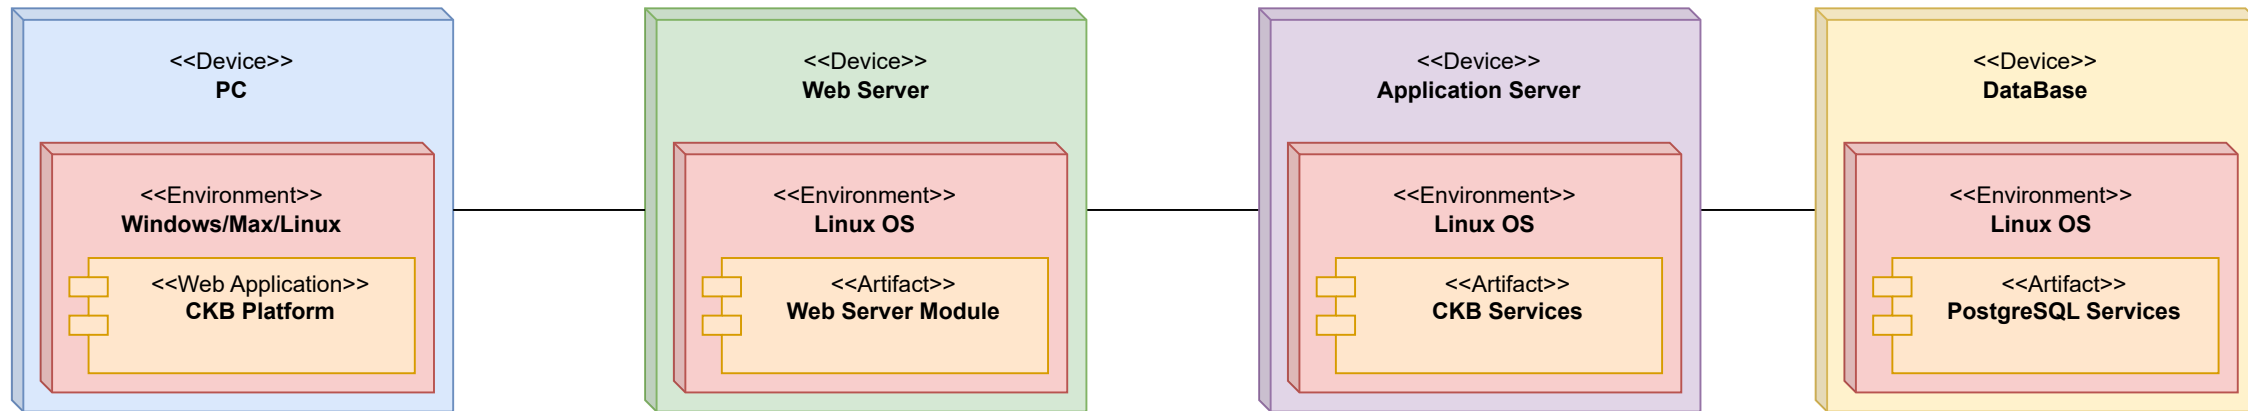 <<Device>>
PC
<<Environment>>
Windows/Max/Linux
<<Web Application>>
CKB Platform
<<Device>>
Web Server
<<Environment>>
Linux OS
<<Artifact>>
Web Server Module
<<Device>>
Application Server
<<Environment>>
Linux OS
<<Artifact>>
CKB Services
<<Device>>
DataBase
<<Environment>>
Linux OS
<<Artifact>>
PostgreSQL Services